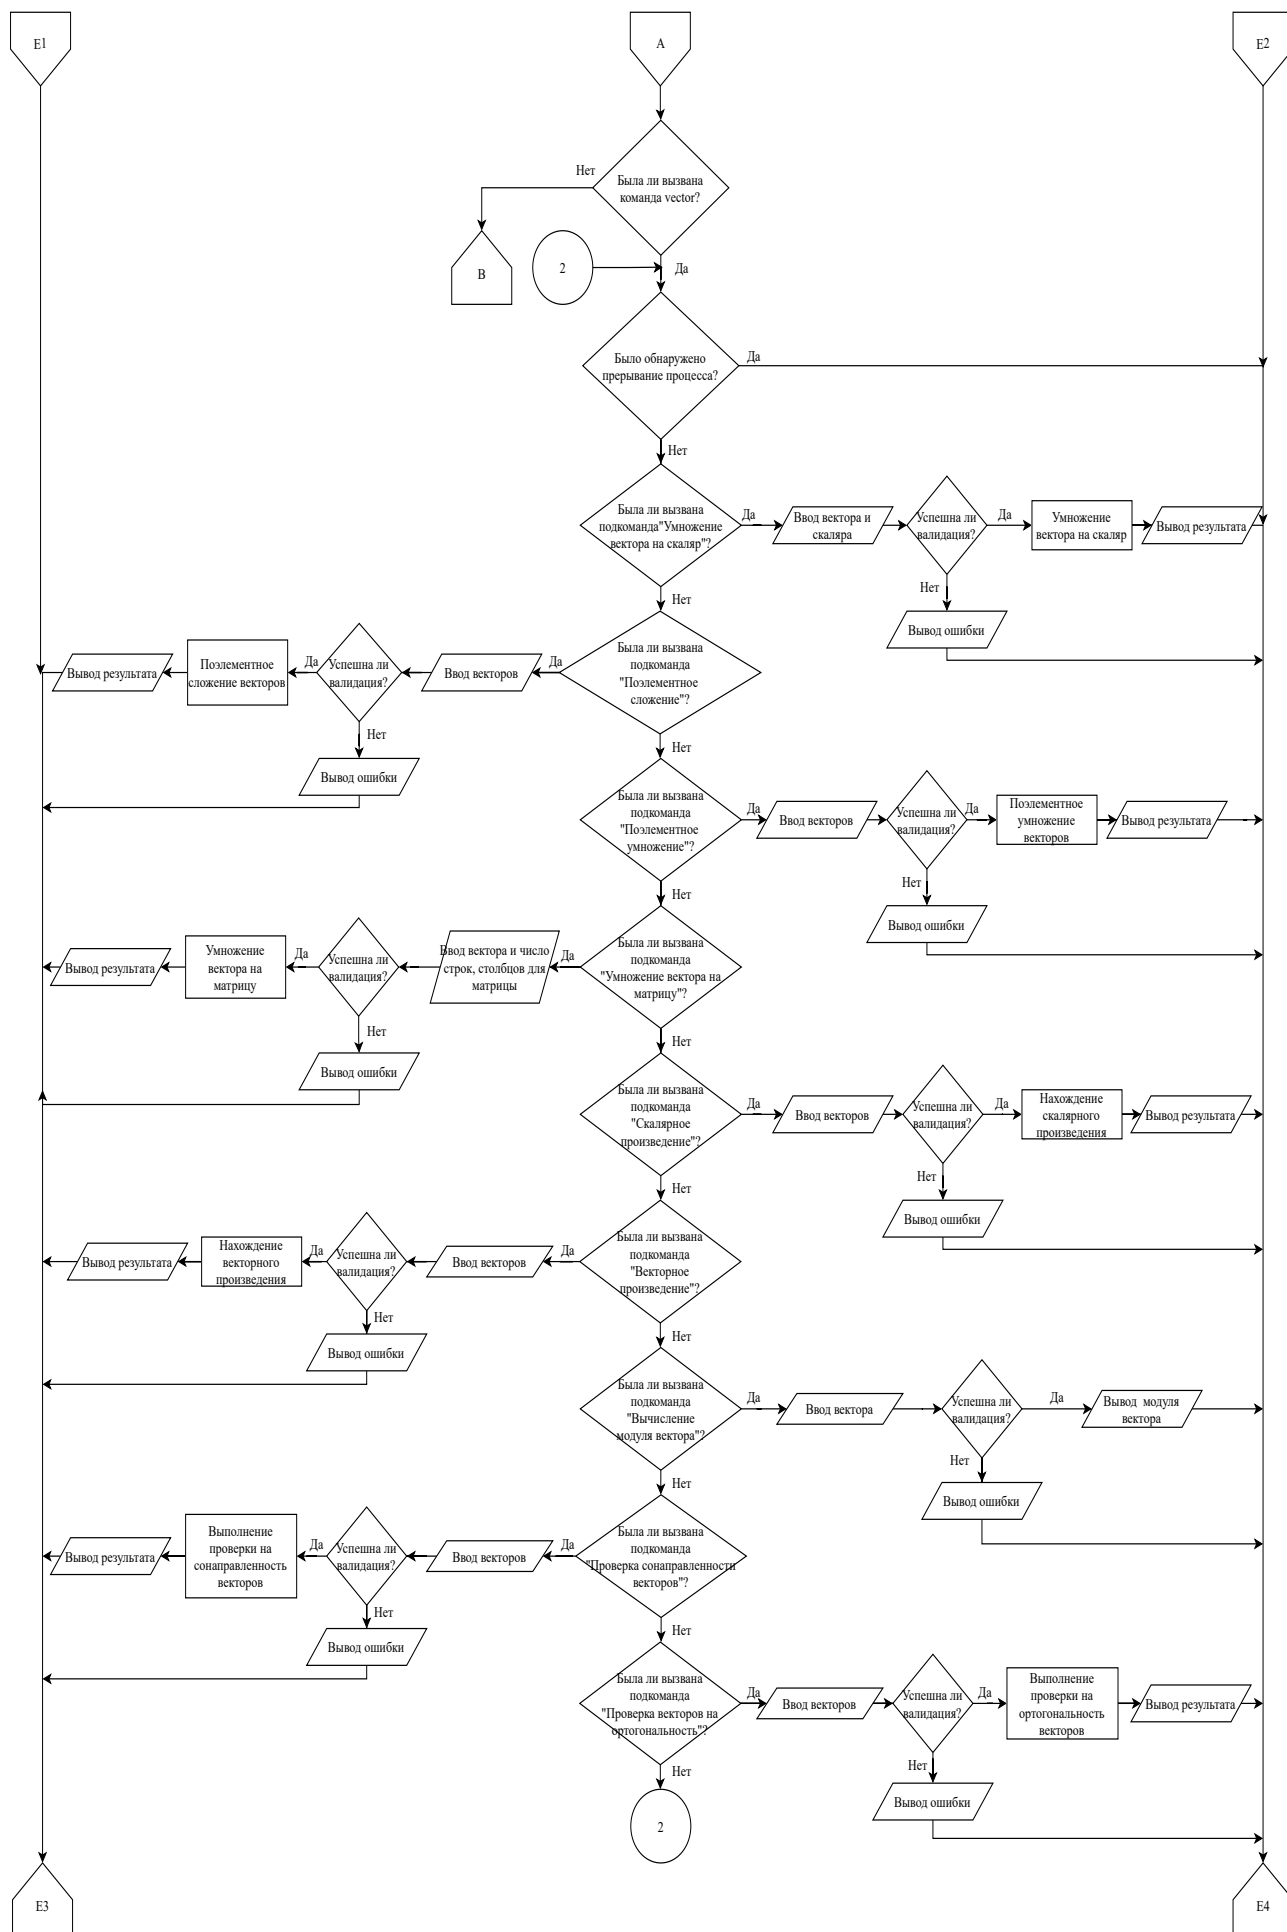 E1
A
E2
Была ли вызвана
команда vector?
Нет
B
2
Да
Было обнаружено
прерывание процесса?
Да
Нет
Была ли вызвана
подкоманда"Умножение
вектора на скаляр"?
Да
Ввод вектора и
скаляра
Успешна ли
валидация?
Да
Умножение
вектора на скаляр
Вывод результата
Нет
Вывод ошибки
Нет
Была ли вызвана
подкоманда
"Поэлементное
сложение"?
Да
Ввод векторов
Успешна ли
валидация?
Да
Поэлементное
сложение векторов
Вывод результата
Нет
Вывод ошибки
Нет
Была ли вызвана
подкоманда
"Поэлементное
умножение"?
Да
Ввод векторов
Успешна ли
валидация?
Да
Поэлементное
умножение
векторов
Вывод результата
Нет
Вывод ошибки
Нет
Была ли вызвана
подкоманда
"Умножение вектора на
матрицу"?
Да
Ввод вектора и число
строк, столбцов для
матрицы
Успешна ли
валидация?
Да
Умножение
вектора на
матрицу
Вывод результата
Нет
Вывод ошибки
Нет
Была ли вызвана
подкоманда
"Скалярное
произведение"?
Да
Ввод векторов
Успешна ли
валидация?
Да
Нахождение
скалярного
произведения
Вывод результата
Нет
Вывод ошибки
Нет
Была ли вызвана
подкоманда
"Векторное
произведение"?
Да
Ввод векторов
Успешна ли
валидация?
Да
Нахождение
векторного
произведения
Вывод результата
Нет
Вывод ошибки
Нет
Была ли вызвана
подкоманда
"Вычисление
модуля вектора"?
Да
Ввод вектора
Успешна ли
валидация?
Да
Вывод модуля
вектора
Нет
Вывод ошибки
Нет
Была ли вызвана
подкоманда
"Проверка сонаправленности
векторов"?
Да
Ввод векторов
Успешна ли
валидация?
Да
Выполнение
проверки на
сонаправленность
векторов
Вывод результата
Нет
Вывод ошибки
Нет
Была ли вызвана
подкоманда
"Проверка векторов на
ортогональность"?
Да
Ввод векторов
Успешна ли
валидация?
Да
Выполнение
проверки на
ортогональность
векторов
Вывод результата
Нет
Вывод ошибки
Нет
2
E3
E4